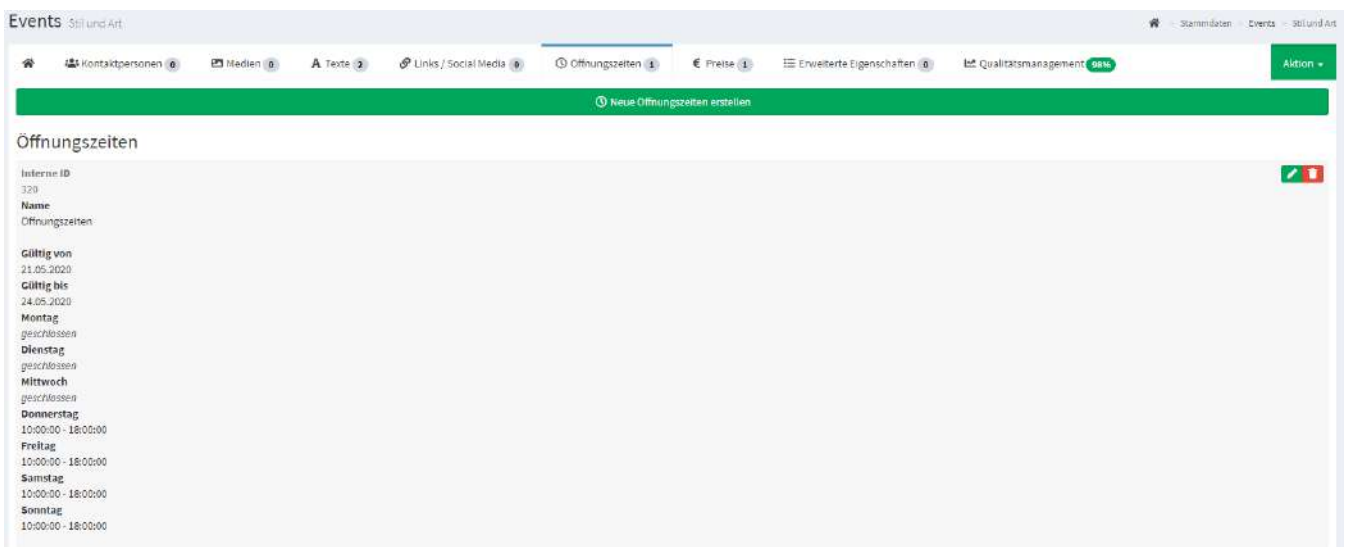 Events Stil und Art
Stammdaten > Events > Stil und Art
Kontaktpersonen 0
Medien 0
A Texte 2
Links / Social Media 0
Öffnungszeiten 1
€ Preise 1
Erweiterte Eigenschaften 0
Qualitätsmanagement 98%
Aktion
Neue Öffnungszeiten erstellen
Öffnungszeiten
Interne ID
320
Name
Öffnungszeiten
Gültig von
21.05.2020
Gültig bis
24.05.2020
Montag
geschlossen
Dienstag
geschlossen
Mittwoch
geschlossen
Donnerstag
10:00:00 - 18:00:00
Freitag
10:00:00 - 18:00:00
Samstag
10:00:00 - 18:00:00
Sonntag
10:00:00 - 18:00:00